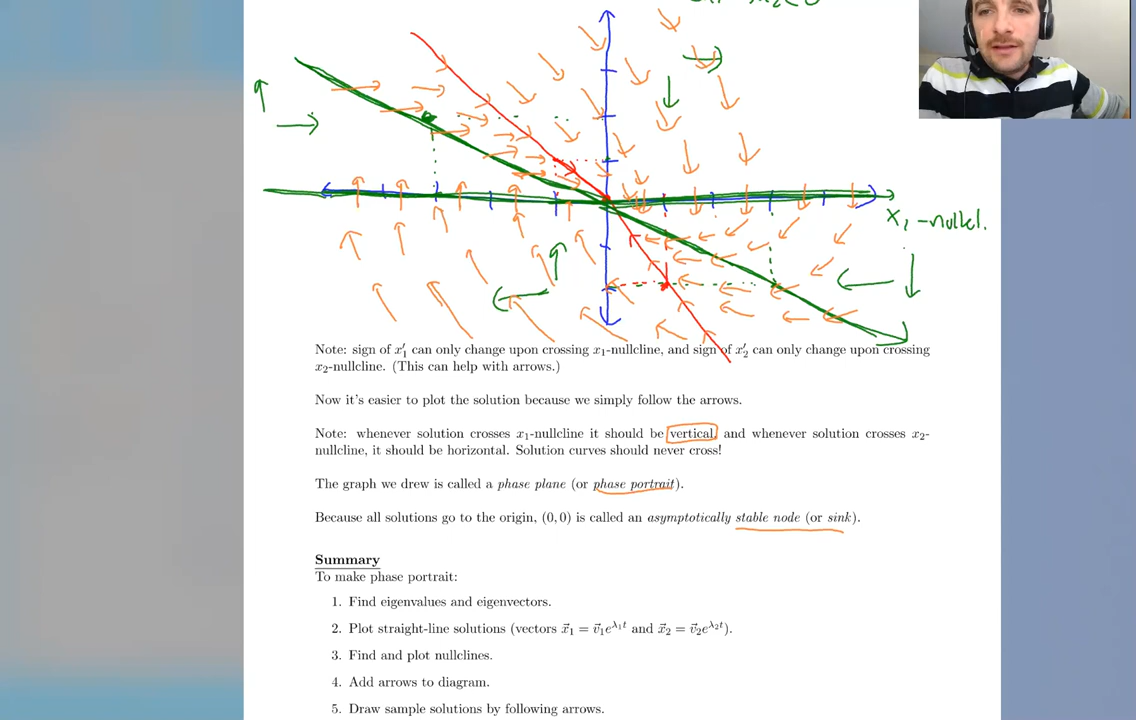 x₁-nullcl.
Note: sign of x₁′ can only change upon crossing x₁-nullcline, and sign of x₂′ can only change upon crossing
x₂-nullcline. (This can help with arrows.)
Now it's easier to plot the solution because we simply follow the arrows.
Note: whenever solution crosses x₁-nullcline it should be vertical, and whenever solution crosses x₂-
nullcline, it should be horizontal. Solution curves should never cross!
The graph we drew is called a phase plane (or phase portrait).
Because all solutions go to the origin, (0, 0) is called an asymptotically stable node (or sink).
Summary
To make phase portrait:
1. Find eigenvalues and eigenvectors.
2. Plot straight-line solutions (vectors x⃗₁ = v⃗₁e^{λ₁t} and x⃗₂ = v⃗₂e^{λ₂t}).
3. Find and plot nullclines.
4. Add arrows to diagram.
5. Draw sample solutions by following arrows.